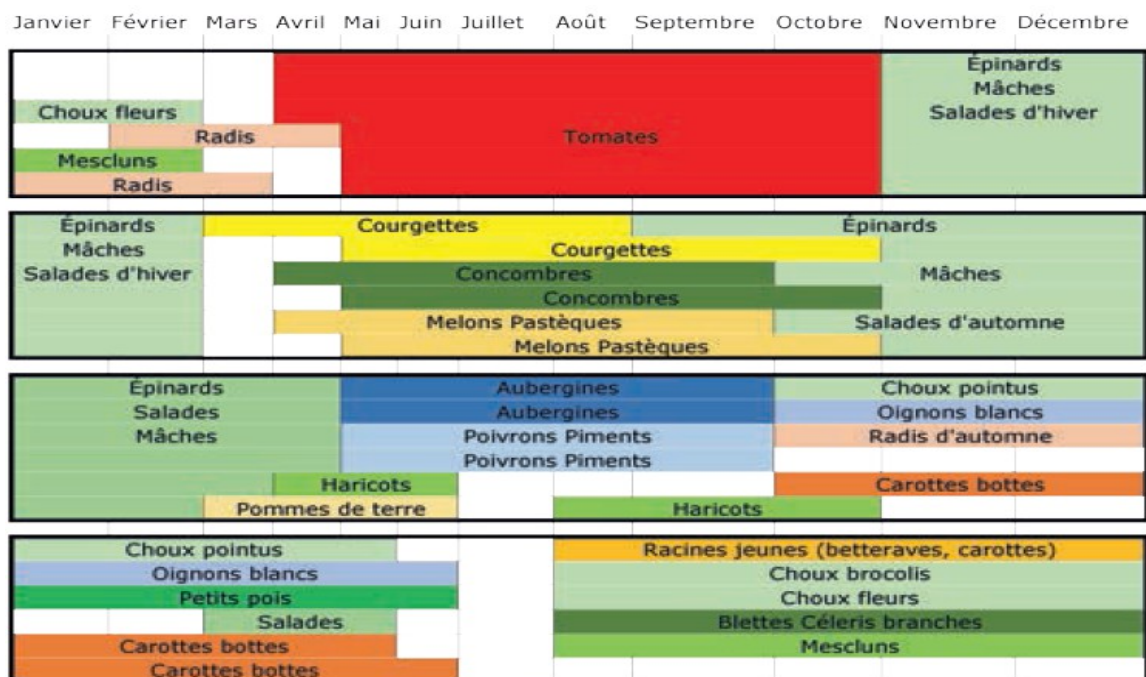 Janvier Février Mars Avril Mai Juin Juillet Août Septembre Octobre Novembre Décembre
Épinards
Mâches
Choux fleurs Salades d'hiver
Radis Tomates
Mescluns
Radis
Épinards Courgettes Épinards
Mâches Courgettes
Salades d'hiver Concombres Mâches
Concombres
Melons Pastèques Salades d'automne
Melons Pastèques
Épinards Aubergines Choux pointus
Salades Aubergines Oignons blancs
Mâches Poivrons Piments Radis d'automne
Poivrons Piments
Haricots Carottes bottes
Pommes de terre Haricots
Choux pointus Racines jeunes (betteraves, carottes)
Oignons blancs Choux brocolis
Petits pois Choux fleurs
Salades Blettes Céleris branches
Carottes bottes Mescluns
Carottes bottes